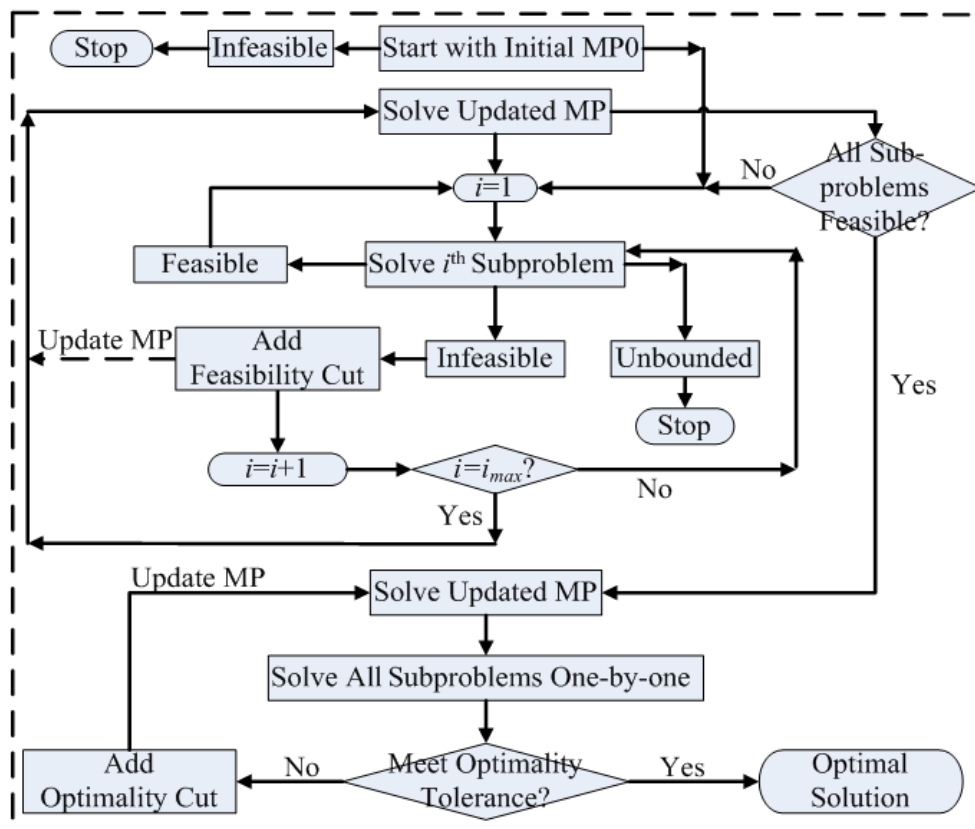 Stop
Infeasible
Start with Initial MP0
Solve Updated MP
All Sub-
problems
Feasible?
No
i=1
Feasible
Solve iᵗʰ Subproblem
Update MP
Add
Feasibility Cut
Infeasible
Unbounded
Yes
Stop
i=i+1
i=iₘₐₓ?
No
Yes
Update MP
Solve Updated MP
Solve All Subproblems One-by-one
Add
Optimality Cut
No
Meet Optimality
Tolerance?
Yes
Optimal
Solution